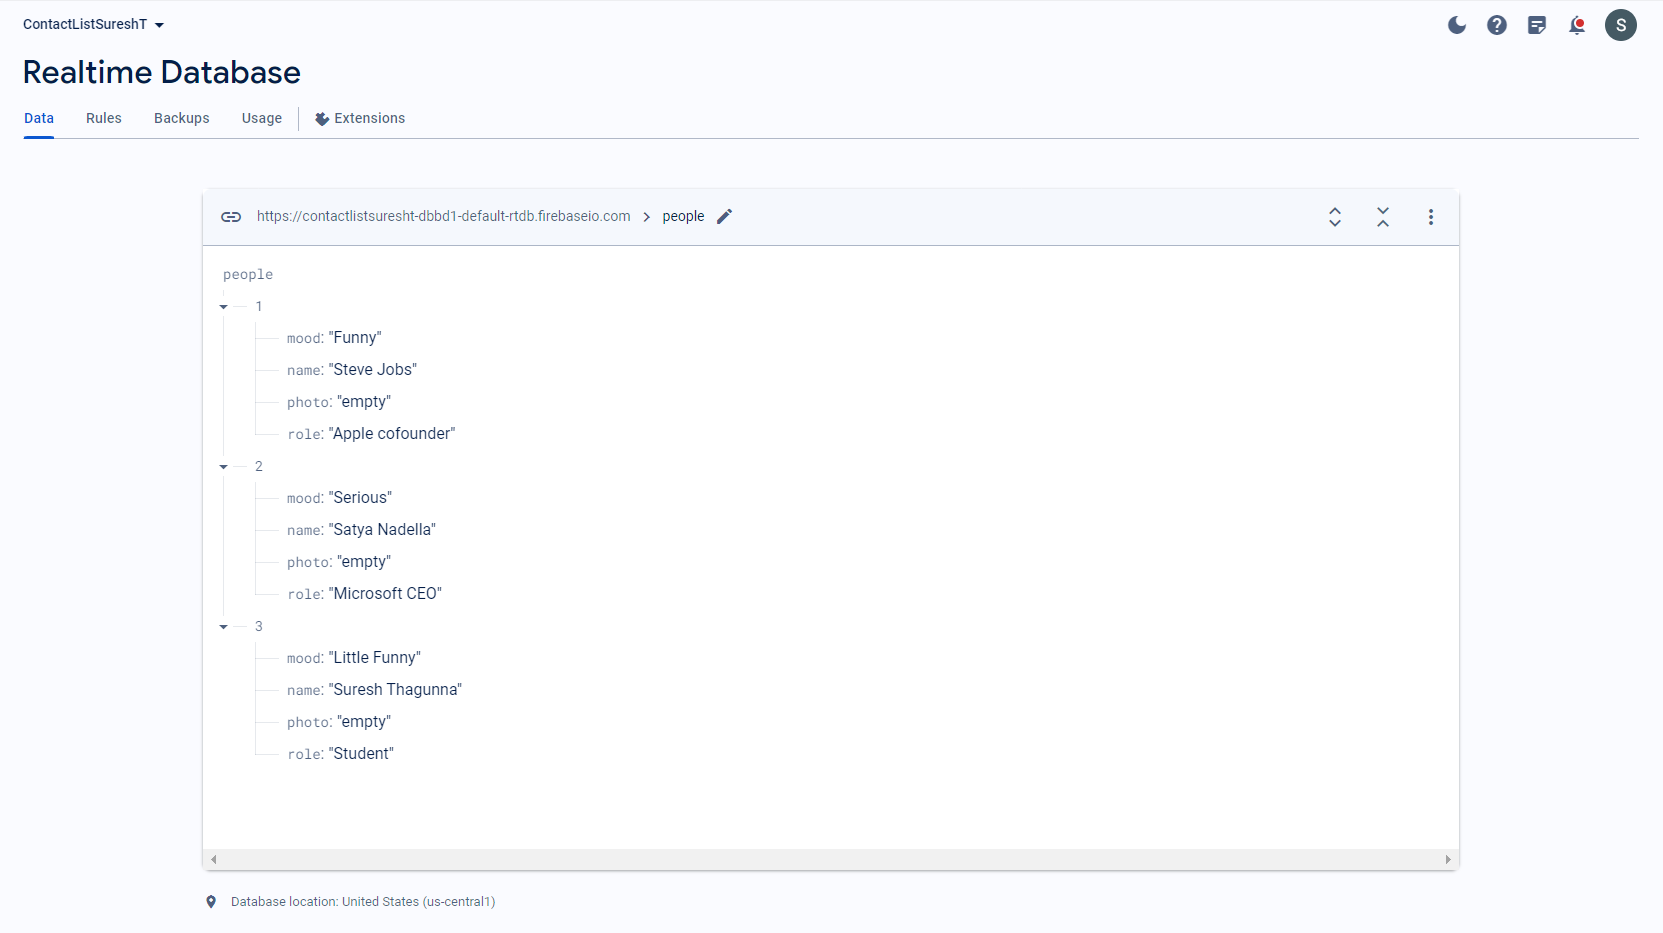 ContactListSureshT
S
Realtime Database
Data Rules Backups Usage Extensions
https://contactlistsuresht-dbbd1-default-rtdb.firebaseio.com > people
people
1
mood: "Funny"
name: "Steve Jobs"
photo: "empty"
role: "Apple cofounder"
2
mood: "Serious"
name: "Satya Nadella"
photo: "empty"
role: "Microsoft CEO"
3
mood: "Little Funny"
name: "Suresh Thagunna"
photo: "empty"
role: "Student"
Database location: United States (us-central1)